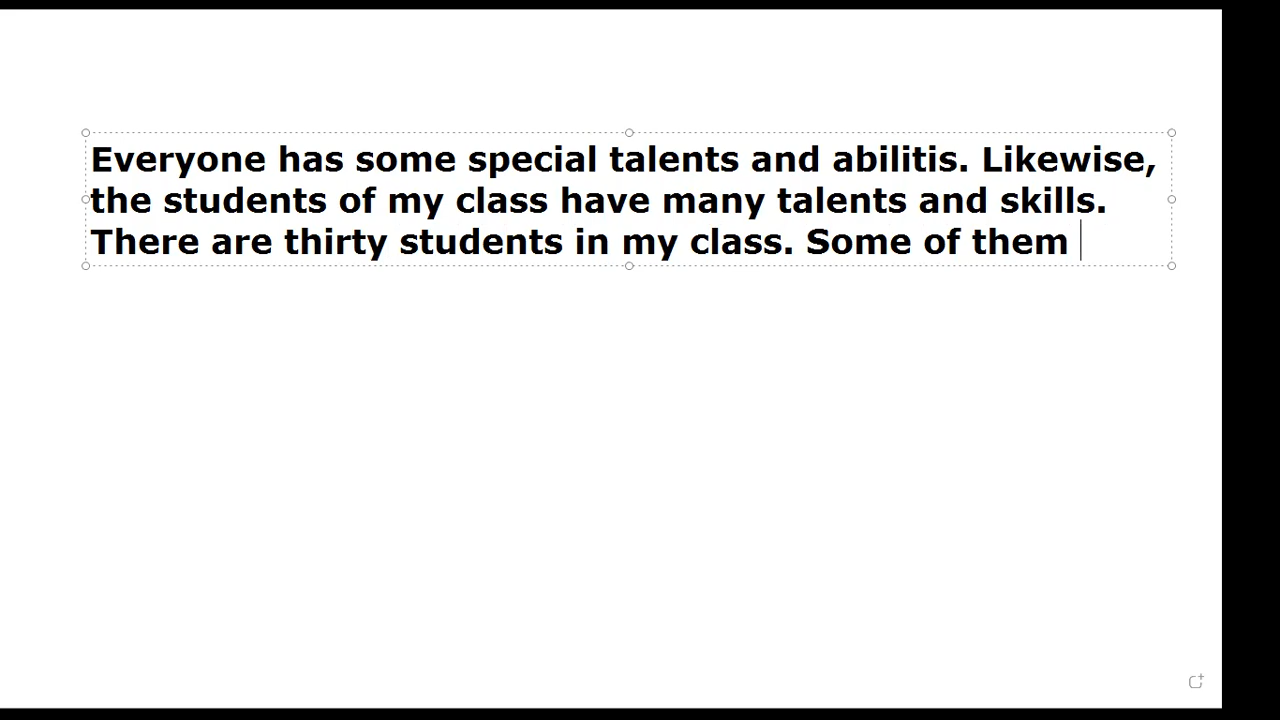 Everyone has some special talents and abilitis. Likewise,
the students of my class have many talents and skills.
There are thirty students in my class. Some of them